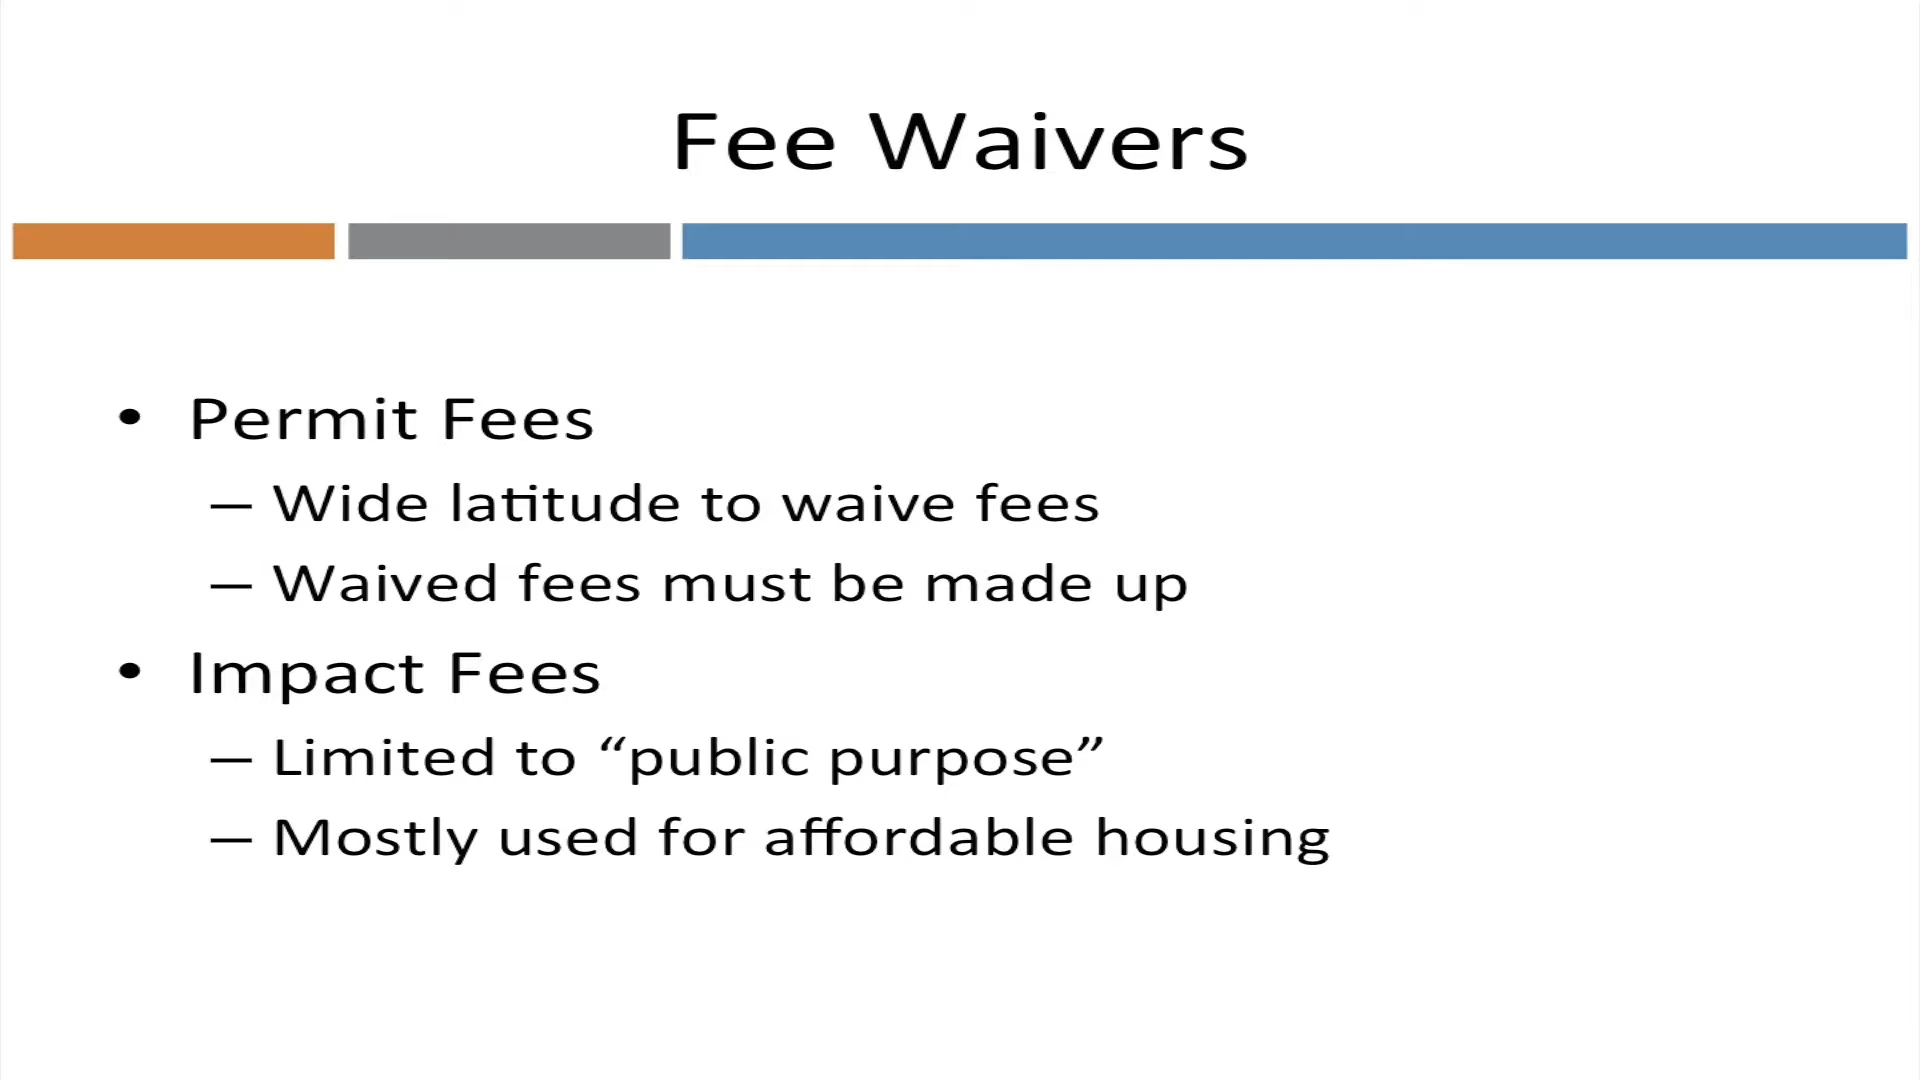 Fee Waivers
• Permit Fees
– Wide latitude to waive fees
– Waived fees must be made up
• Impact Fees
– Limited to “public purpose”
– Mostly used for affordable housing